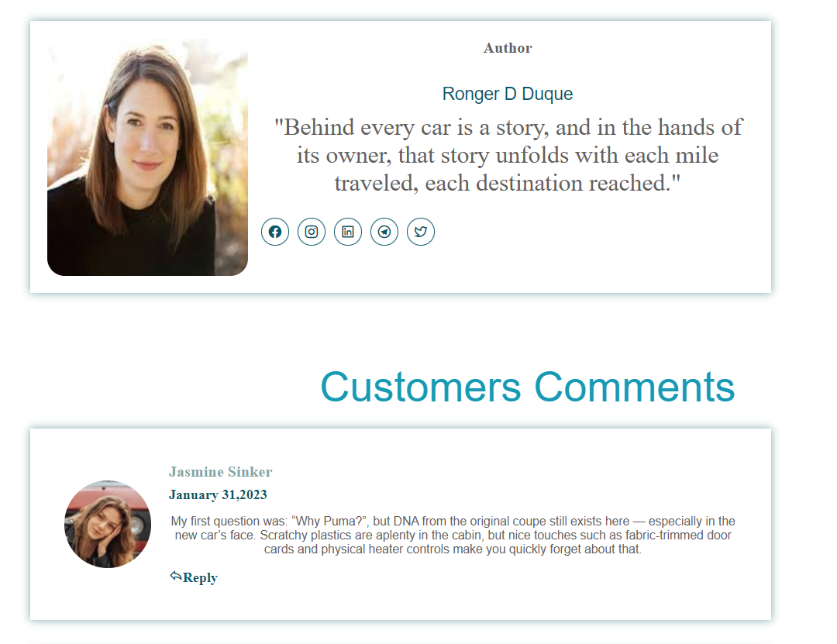 Author
Ronger D Duque
"Behind every car is a story, and in the hands of
its owner, that story unfolds with each mile
traveled, each destination reached."
Customers Comments
Jasmine Sinker
January 31,2023
My first question was: “Why Puma?”, but DNA from the original coupe still exists here — especially in the
new car’s face. Scratchy plastics are aplenty in the cabin, but nice touches such as fabric-trimmed door
cards and physical heater controls make you quickly forget about that.
Reply